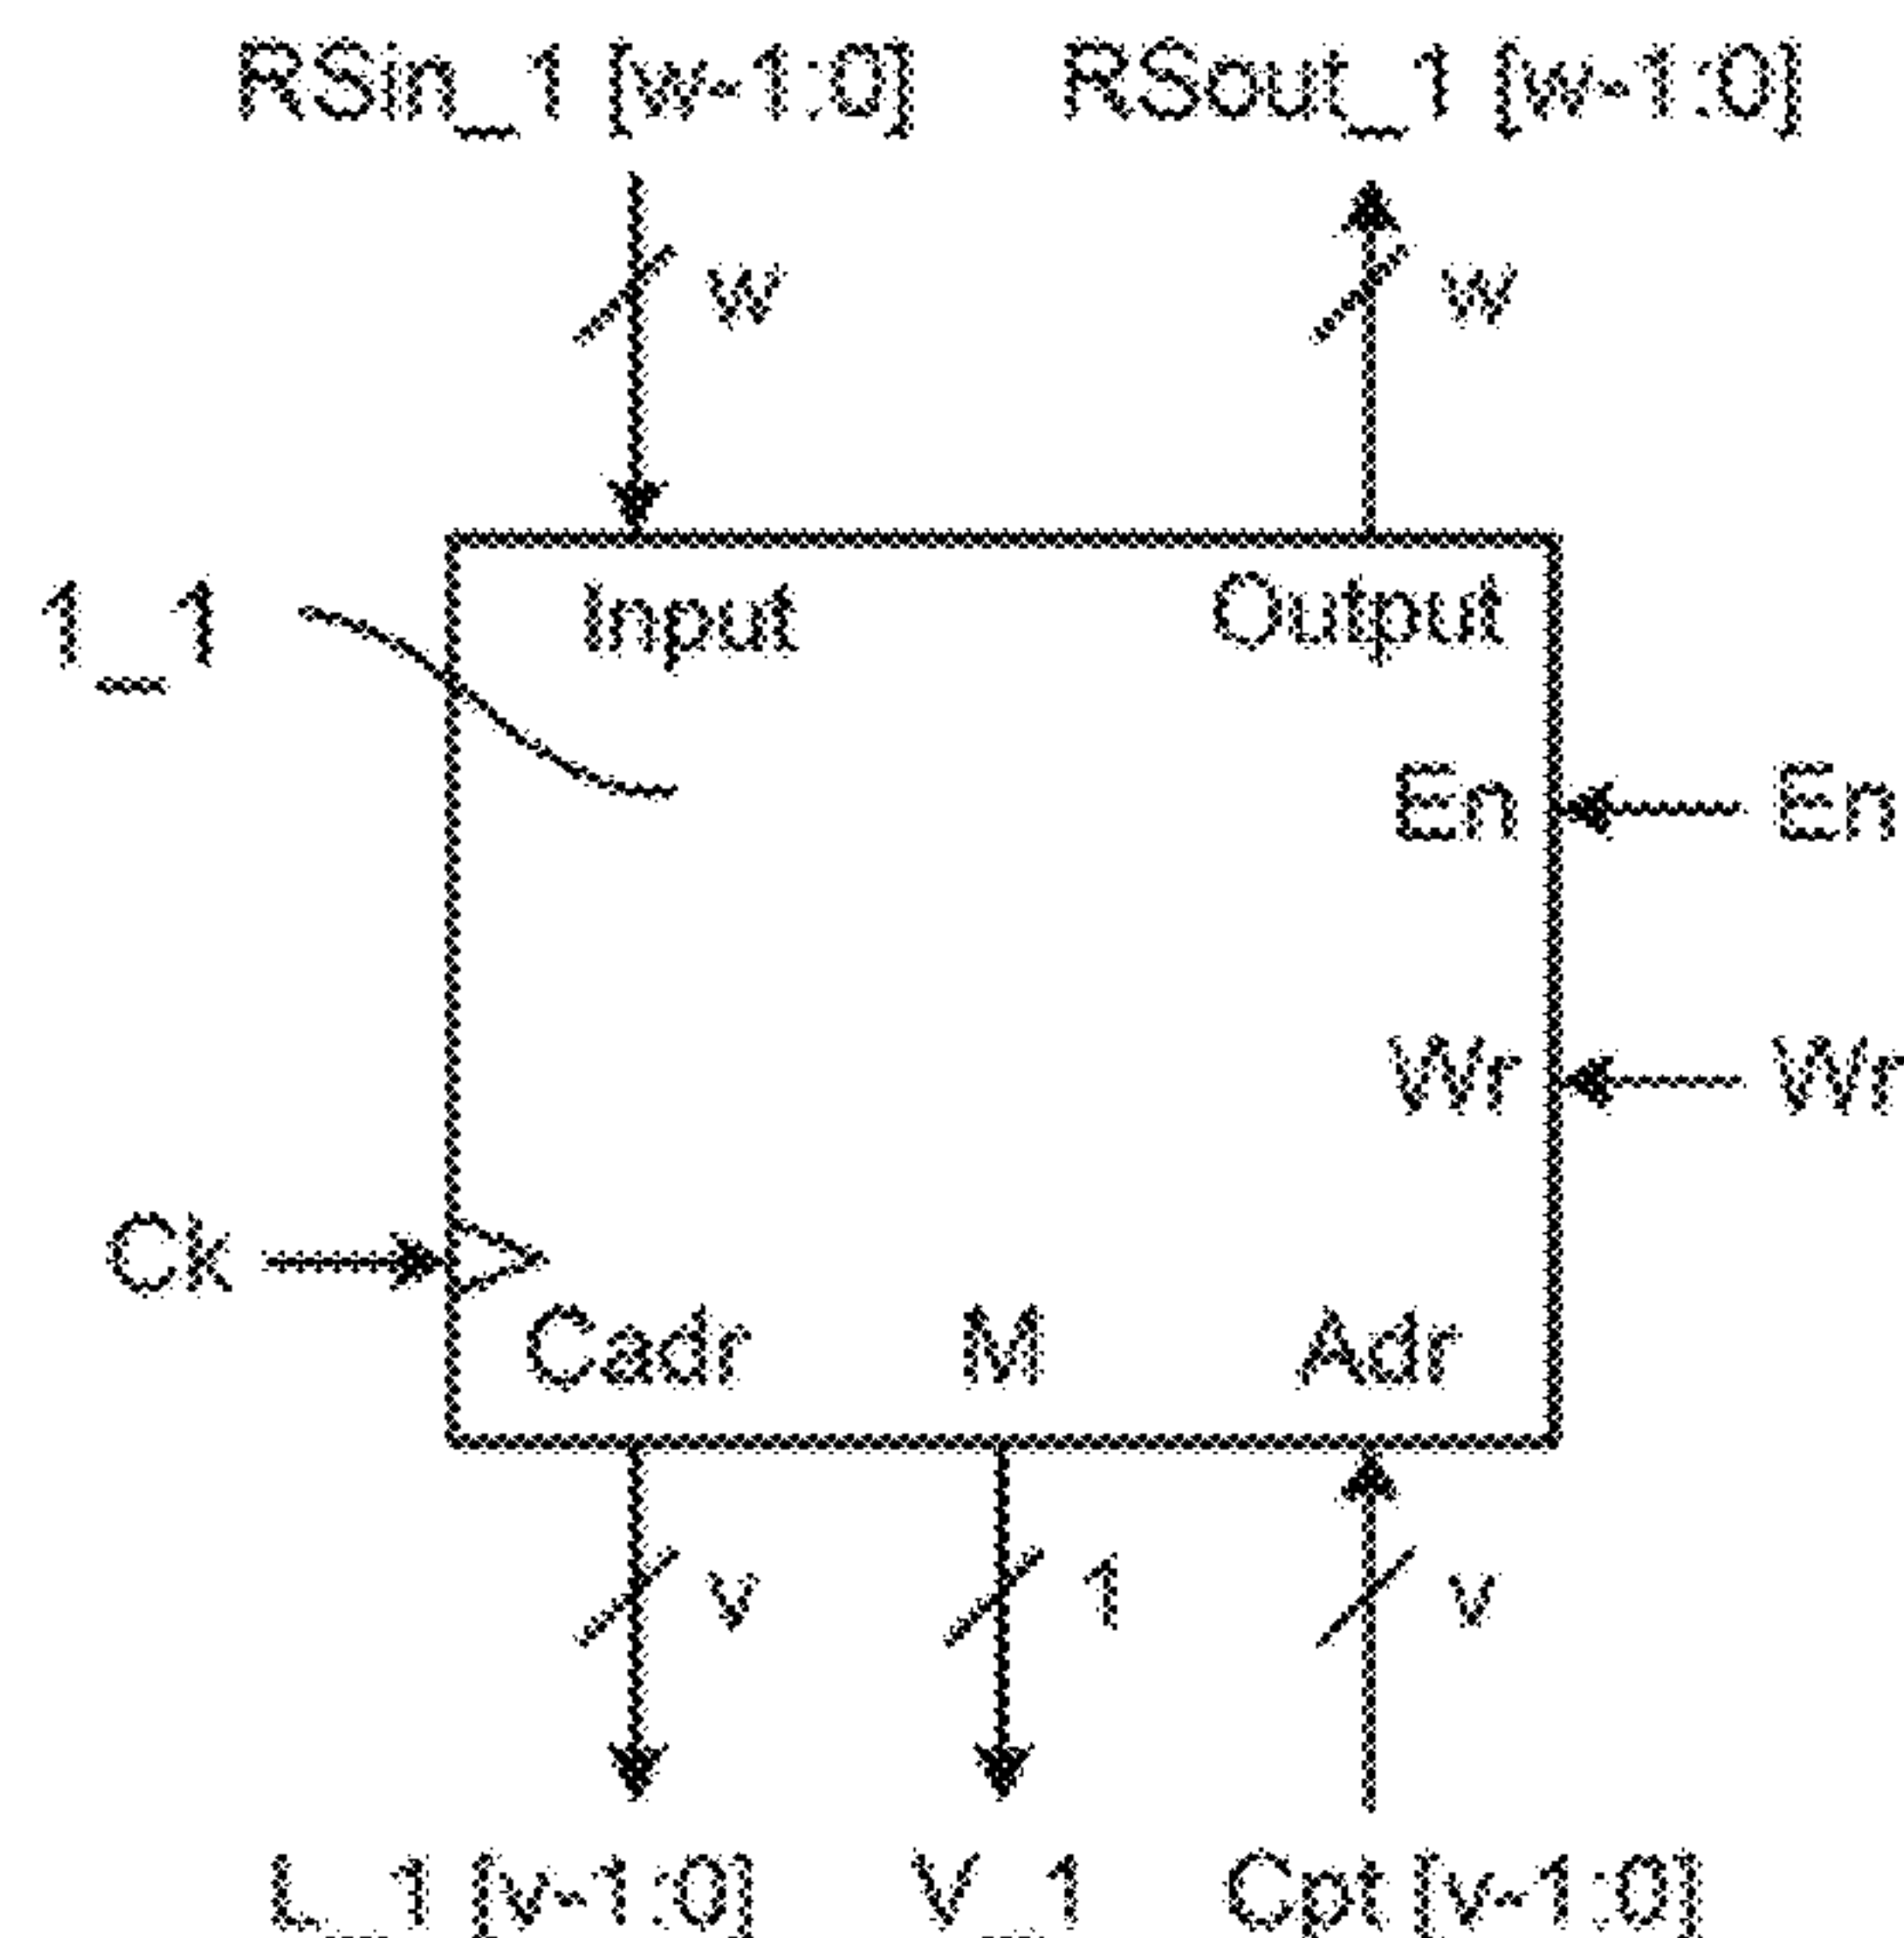 RSin_1 [w-1:0] RSout_1 [w-1:0]
w w
1_1 Input Output
En En
Wr Wr
Ck
Cadr M Adr
v 1 v
L_1 [v-1:0] V_1 Cpt [v-1:0]